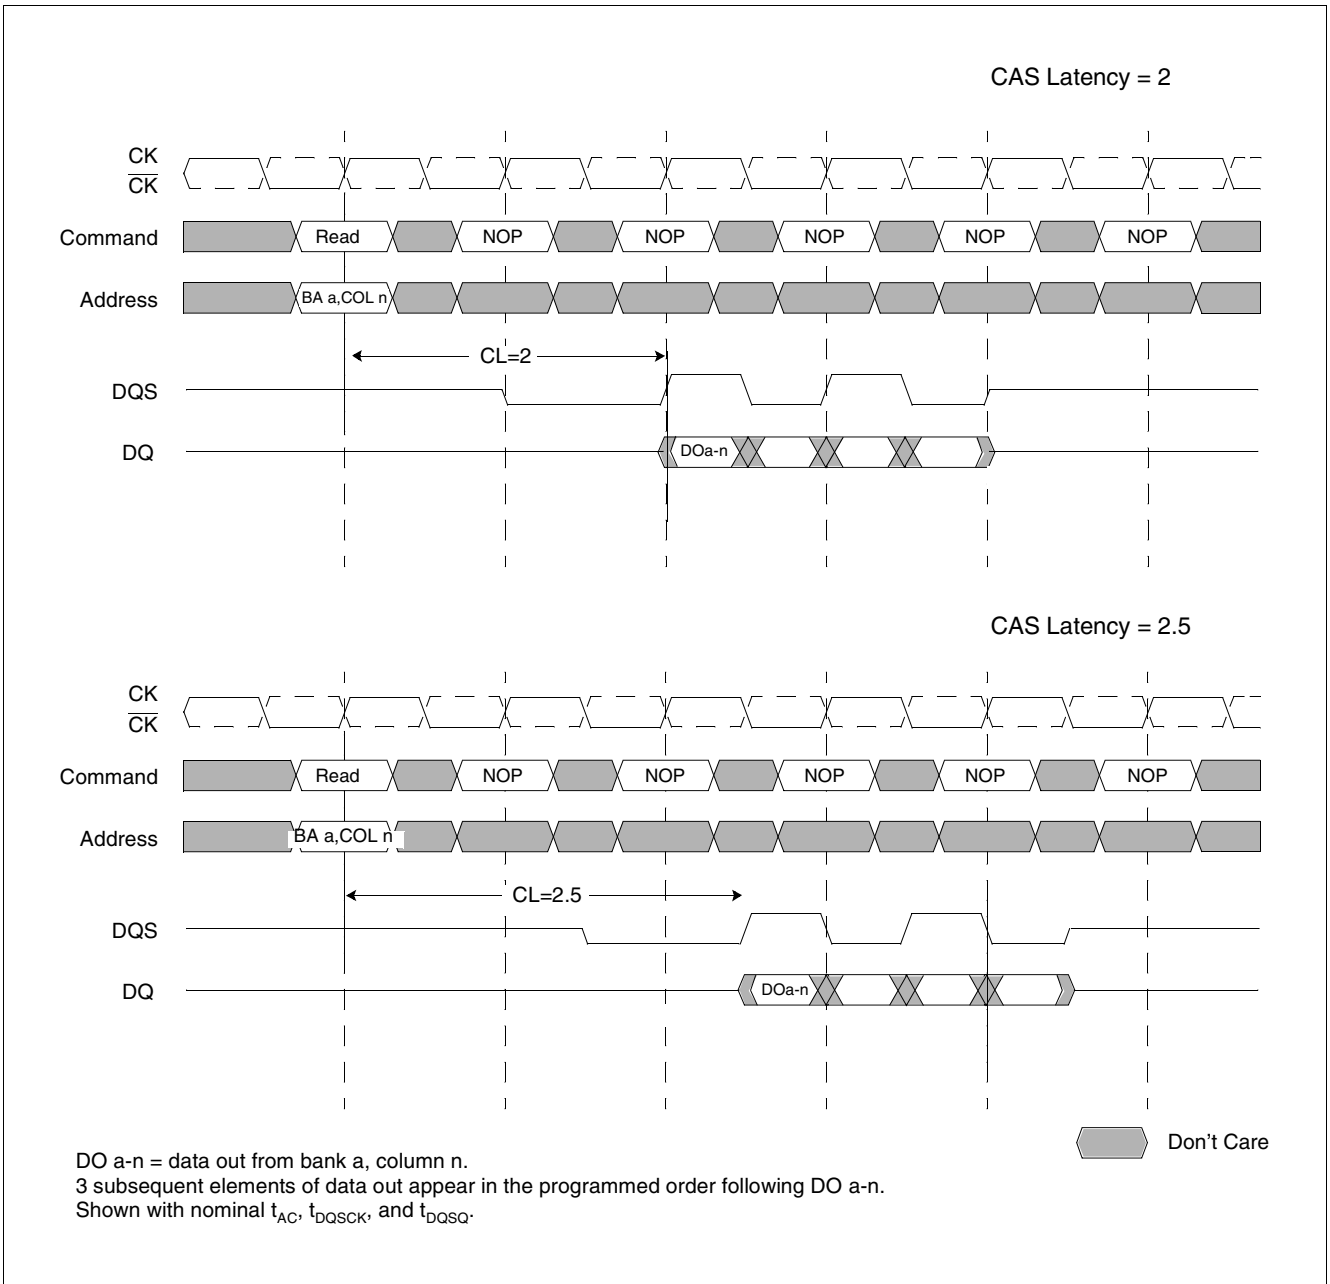 CAS Latency = 2
CK
CK
Command Read NOP NOP NOP NOP NOP
Address BA a,COL n
CL=2
DQS
DQ DOa-n
CAS Latency = 2.5
CK
CK
Command Read NOP NOP NOP NOP NOP
Address BA a,COL n
CL=2.5
DQS
DQ DOa-n
Don't Care
DO a-n = data out from bank a, column n.
3 subsequent elements of data out appear in the programmed order following DO a-n.
Shown with nominal tAC, tDQSCK, and tDQSQ.